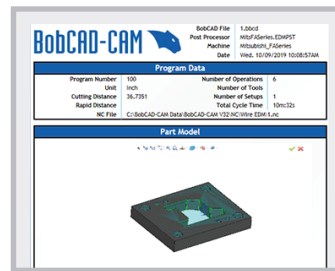 BobCAD-CAM
BobCAD File 1.bbcd
Post Processor MitsFASeries.EDMPST
Machine Mitsubishi_FASeries
Date Wed, 10/09/2019 10:08:57AM
Program Data
Program Number 100 Number of Operations 6
Unit Inch Number of Tools
Cutting Distance 36.7351 Number of Setups 1
Rapid Distance Total Cycle Time 10m:32s
NC File C:\BobCAD-CAM Data\BobCAD-CAM V32\NC\Wire EDM\1.nc
Part Model